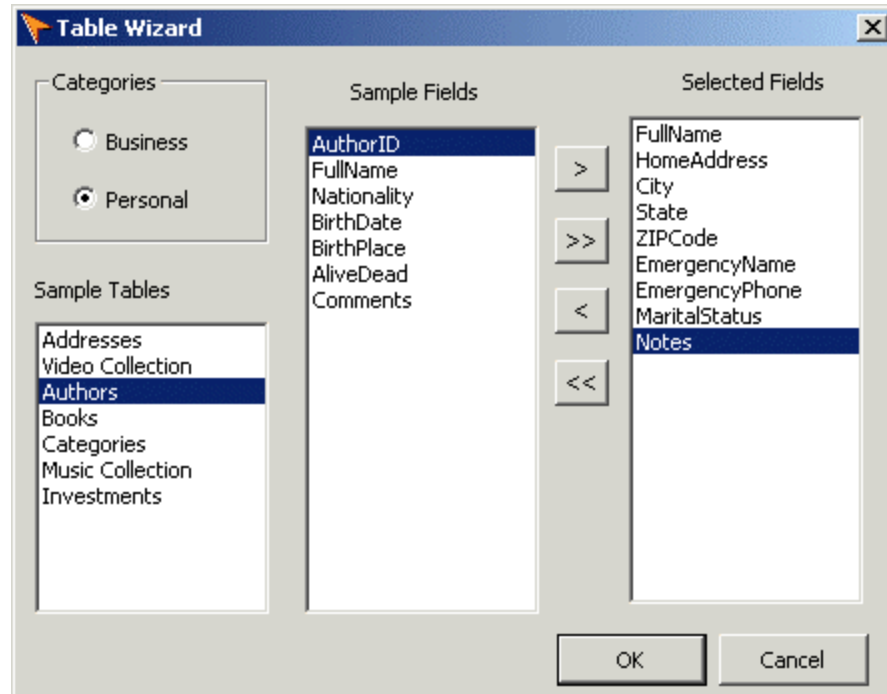 Table Wizard
Categories
Business
Personal
Sample Tables
Addresses
Video Collection
Authors
Books
Categories
Music Collection
Investments
Sample Fields
AuthorID
FullName
Nationality
BirthDate
BirthPlace
AliveDead
Comments
>
>>
<
<<
Selected Fields
FullName
HomeAddress
City
State
ZIPCode
EmergencyName
EmergencyPhone
MaritalStatus
Notes
OK
Cancel